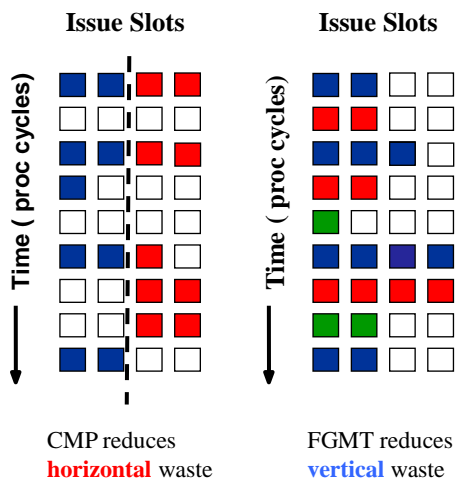 Issue Slots
Time ( proc cycles)
CMP reduces
horizontal waste
Issue Slots
Time ( proc cycles)
FGMT reduces
vertical waste